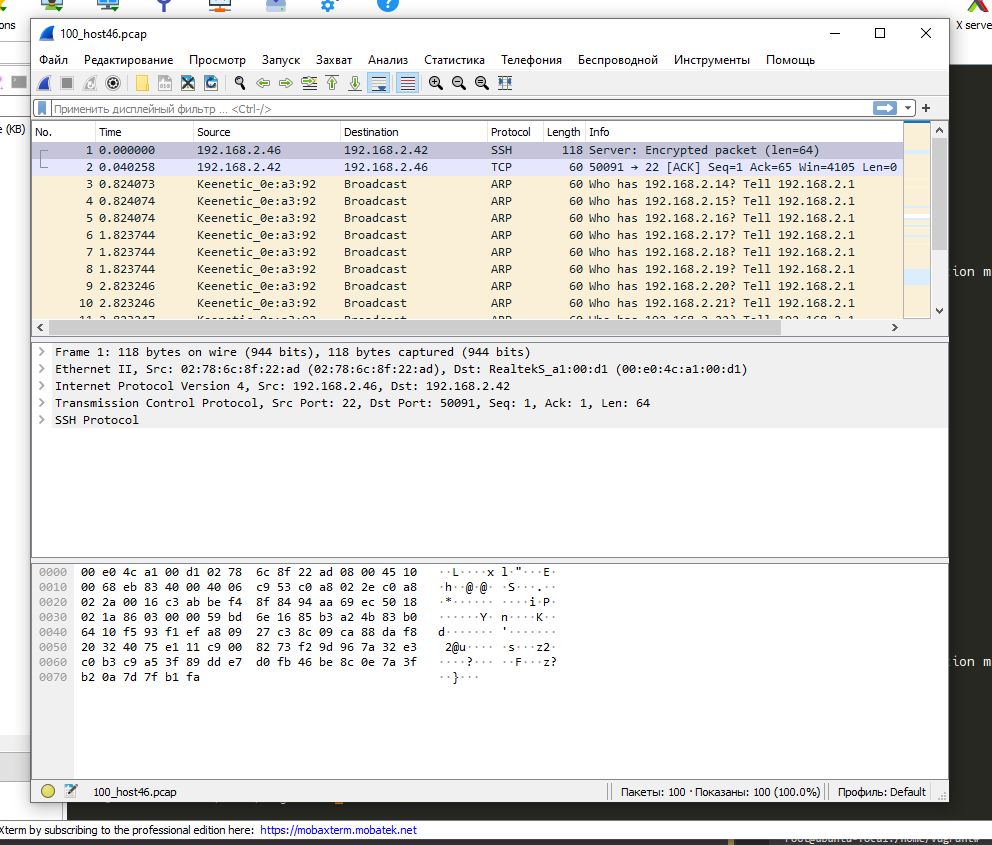 ons
X serve
100_host46.pcap
Файл Редактирование Просмотр Запуск Захват Анализ Статистика Телефония Беспроводной Инструменты Помощь
Применить дисплейный фильтр ... <Ctrl-/>
e (KB)
No. Time Source Destination Protocol Length Info
1 0.000000 192.168.2.46 192.168.2.42 SSH 118 Server: Encrypted packet (len=64)
2 0.040258 192.168.2.42 192.168.2.46 TCP 60 50091 → 22 [ACK] Seq=1 Ack=65 Win=4105 Len=0
3 0.824073 Keenetic_0e:a3:92 Broadcast ARP 60 Who has 192.168.2.14? Tell 192.168.2.1
4 0.824074 Keenetic_0e:a3:92 Broadcast ARP 60 Who has 192.168.2.15? Tell 192.168.2.1
5 0.824074 Keenetic_0e:a3:92 Broadcast ARP 60 Who has 192.168.2.16? Tell 192.168.2.1
6 1.823744 Keenetic_0e:a3:92 Broadcast ARP 60 Who has 192.168.2.17? Tell 192.168.2.1
7 1.823744 Keenetic_0e:a3:92 Broadcast ARP 60 Who has 192.168.2.18? Tell 192.168.2.1
8 1.823744 Keenetic_0e:a3:92 Broadcast ARP 60 Who has 192.168.2.19? Tell 192.168.2.1
9 2.823246 Keenetic_0e:a3:92 Broadcast ARP 60 Who has 192.168.2.20? Tell 192.168.2.1
10 2.823246 Keenetic_0e:a3:92 Broadcast ARP 60 Who has 192.168.2.21? Tell 192.168.2.1
ion m
Frame 1: 118 bytes on wire (944 bits), 118 bytes captured (944 bits)
Ethernet II, Src: 02:78:6c:8f:22:ad (02:78:6c:8f:22:ad), Dst: RealtekS_a1:00:d1 (00:e0:4c:a1:00:d1)
Internet Protocol Version 4, Src: 192.168.2.46, Dst: 192.168.2.42
Transmission Control Protocol, Src Port: 22, Dst Port: 50091, Seq: 1, Ack: 1, Len: 64
SSH Protocol
0000 00 e0 4c a1 00 d1 02 78 6c 8f 22 ad 08 00 45 10 ··L····x l·"···E·
0010 00 68 eb 83 40 00 40 06 c9 53 c0 a8 02 2e c0 a8 ·h··@·@· ·S···.··
0020 02 2a 00 16 c3 ab be f4 8f 84 94 aa 69 ec 50 18 ·*······ ····i·P·
0030 02 1a 86 03 00 00 59 bd 6e 16 85 b3 a2 4b 83 b0 ······Y· n····K··
0040 64 10 f5 93 f1 ef a8 09 27 c3 8c 09 ca 88 da f8 d······· '·······
0050 20 32 40 75 e1 11 c9 00 82 73 f2 9d 96 7a 32 e3 2@u···· ·s···z2·
0060 c0 b3 c9 a5 3f 89 dd e7 d0 fb 46 be 8c 0e 7a 3f ····?··· ··F···z?
0070 b2 0a 7d 7f b1 fa ··}···
ion m
100_host46.pcap Пакеты: 100 · Показаны: 100 (100.0%) Профиль: Default
Xterm by subscribing to the professional edition here: https://mobaxterm.mobatek.net